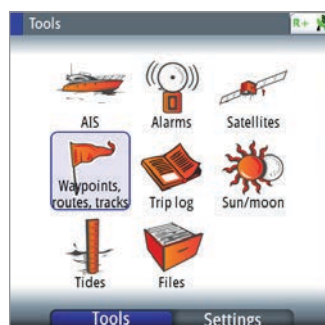 Tools
R+
AIS
Alarms
Satellites
Waypoints,
routes, tracks
Trip log
Sun/moon
Tides
Files
Tools
Settings